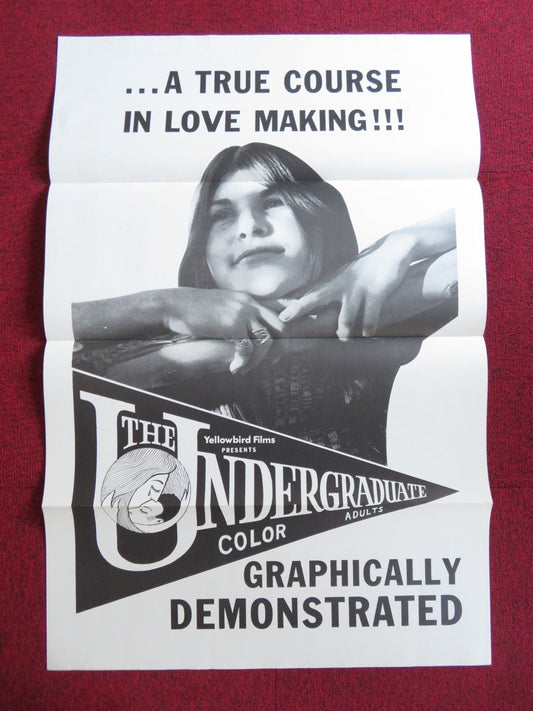 ...A TRUE COURSE
IN LOVE MAKING!!!
THE
Yellowbird Films
PRESENTS
UNDERGRADUATE
ADULTS
COLOR
GRAPHICALLY
DEMONSTRATED